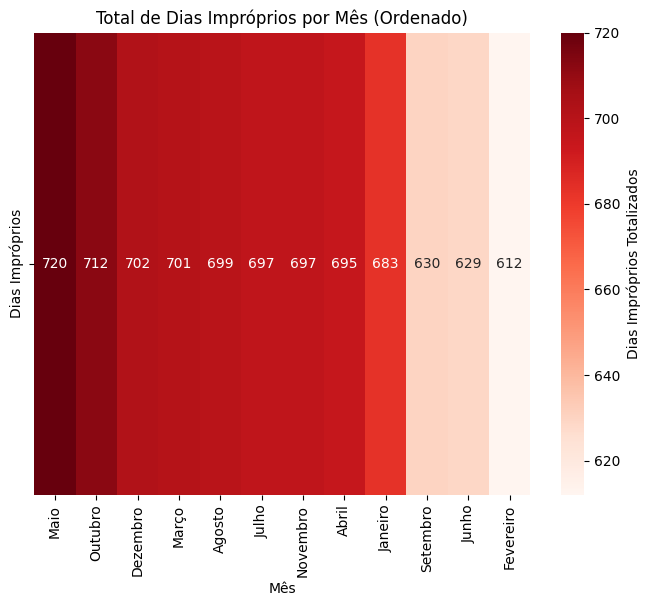 Total de Dias Impróprios por Mês (Ordenado)
Dias Impróprios
720 712 702 701 699 697 697 695 683 630 629 612
Maio Outubro Dezembro Março Agosto Julho Novembro Abril Janeiro Setembro Junho Fevereiro
Mês
720
700
680
660
640
620
Dias Impróprios Totalizados